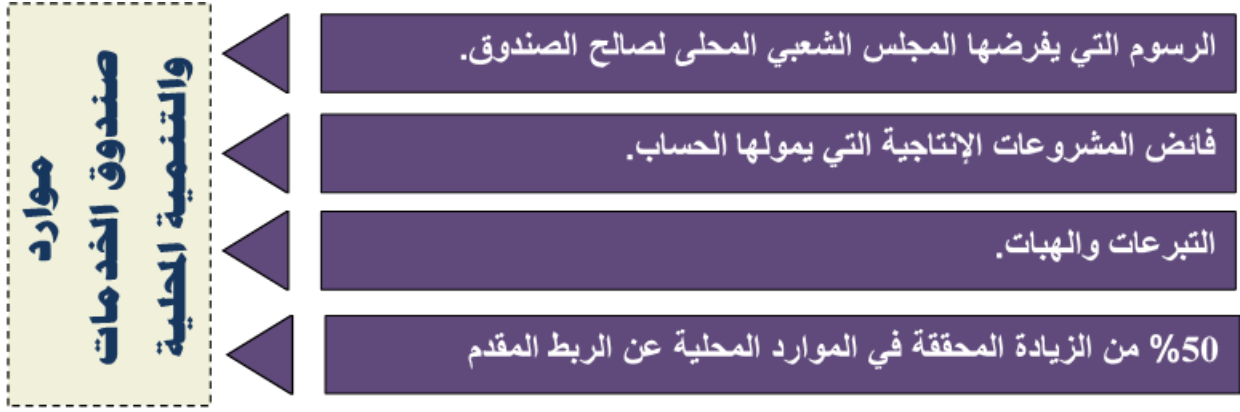 موارد
صندوق الخدمات
والتنمية المحلية
الرسوم التي يفرضها المجلس الشعبي المحلى لصالح الصندوق.
فائض المشروعات الإنتاجية التي يمولها الحساب.
التبرعات والهبات.
50% من الزيادة المحققة في الموارد المحلية عن الربط المقدم